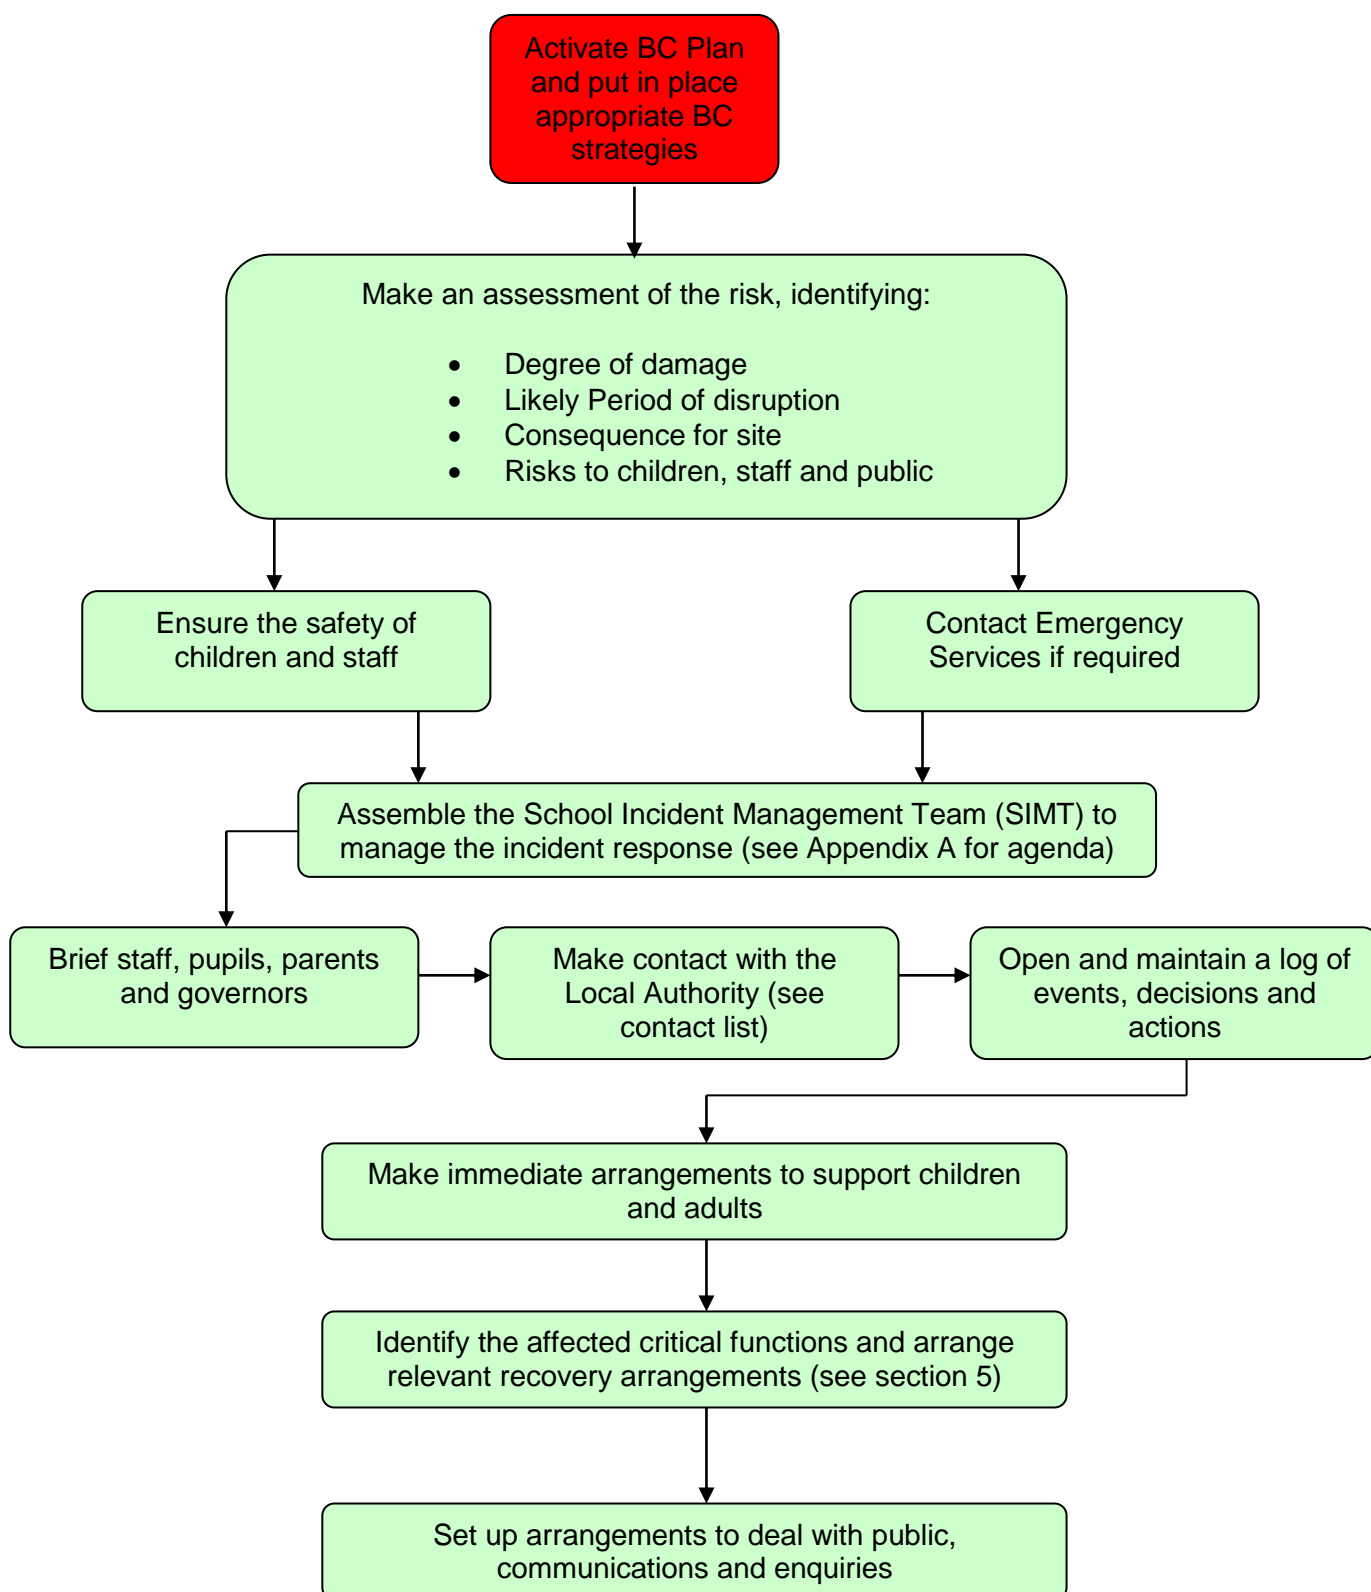 Activate BC Plan
and put in place
appropriate BC
strategies
Make an assessment of the risk, identifying:
• Degree of damage
• Likely Period of disruption
• Consequence for site
• Risks to children, staff and public
Ensure the safety of
children and staff
Contact Emergency
Services if required
Assemble the School Incident Management Team (SIMT) to
manage the incident response (see Appendix A for agenda)
Brief staff, pupils, parents
and governors
Make contact with the
Local Authority (see
contact list)
Open and maintain a log of
events, decisions and
actions
Make immediate arrangements to support children
and adults
Identify the affected critical functions and arrange
relevant recovery arrangements (see section 5)
Set up arrangements to deal with public,
communications and enquiries